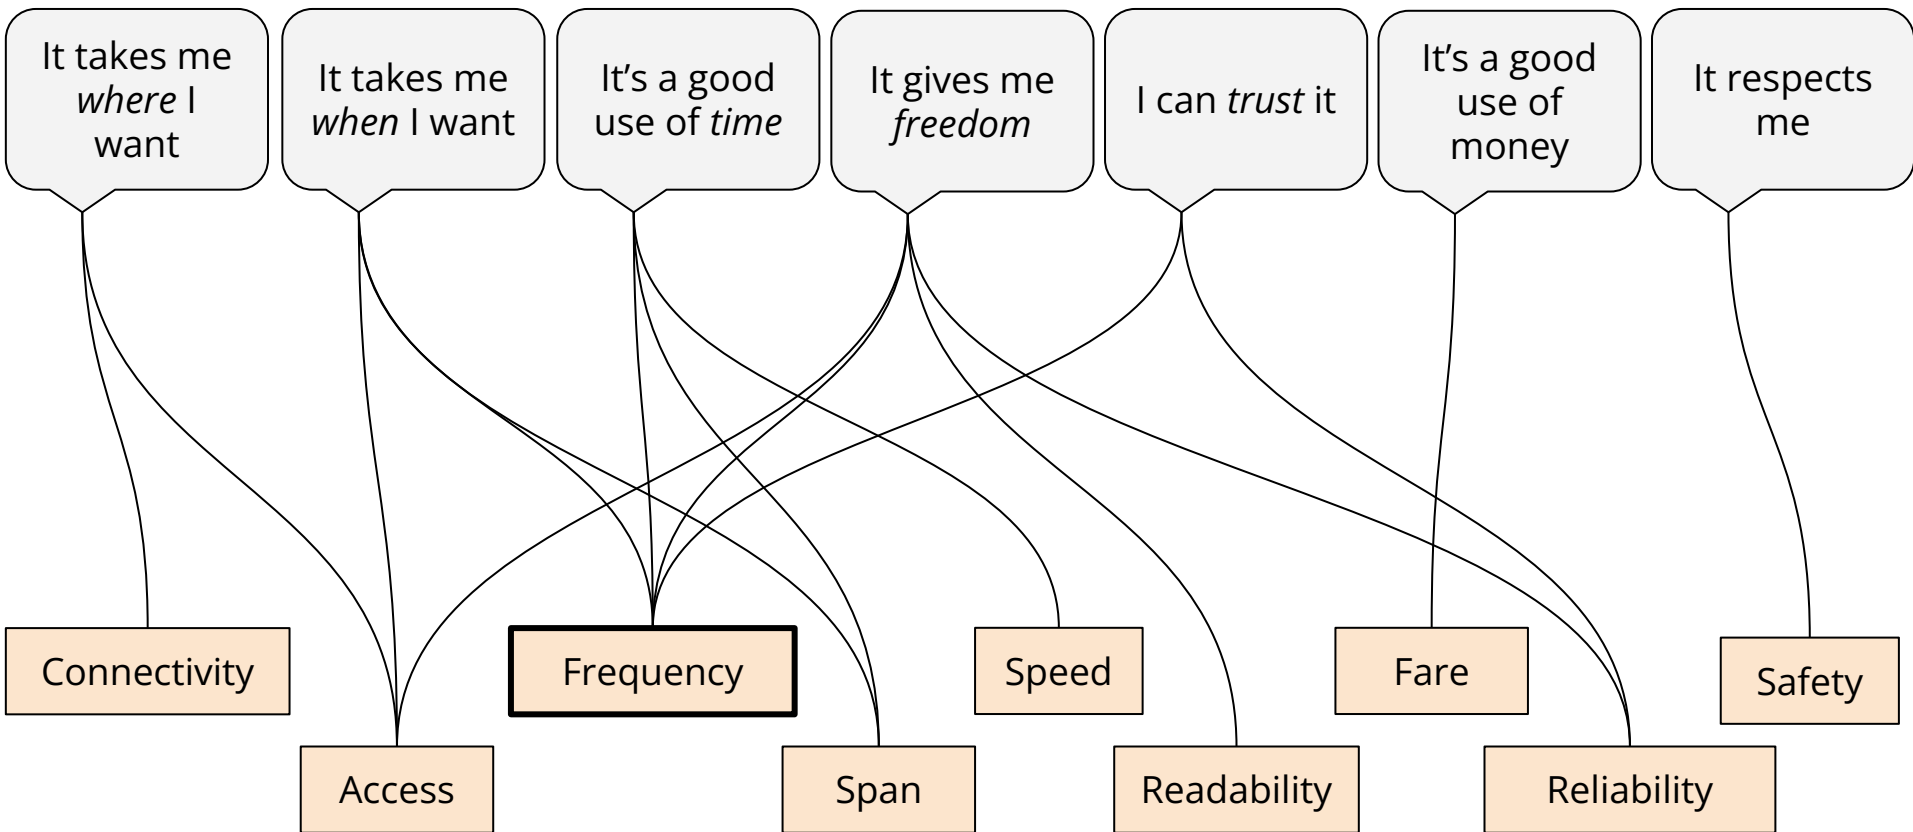 It takes me
where I
want
It takes me
when I want
It's a good
use of time
It gives me
freedom
I can trust it
It's a good
use of
money
It respects
me
Connectivity
Frequency
Speed
Fare
Safety
Access
Span
Readability
Reliability